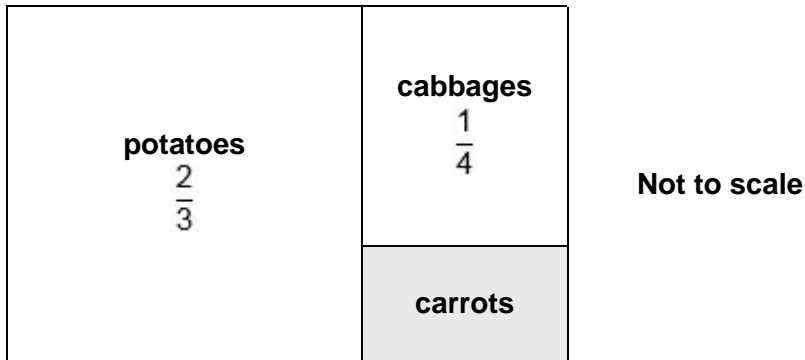 potatoes
2/3
cabbages
1/4
carrots
Not to scale